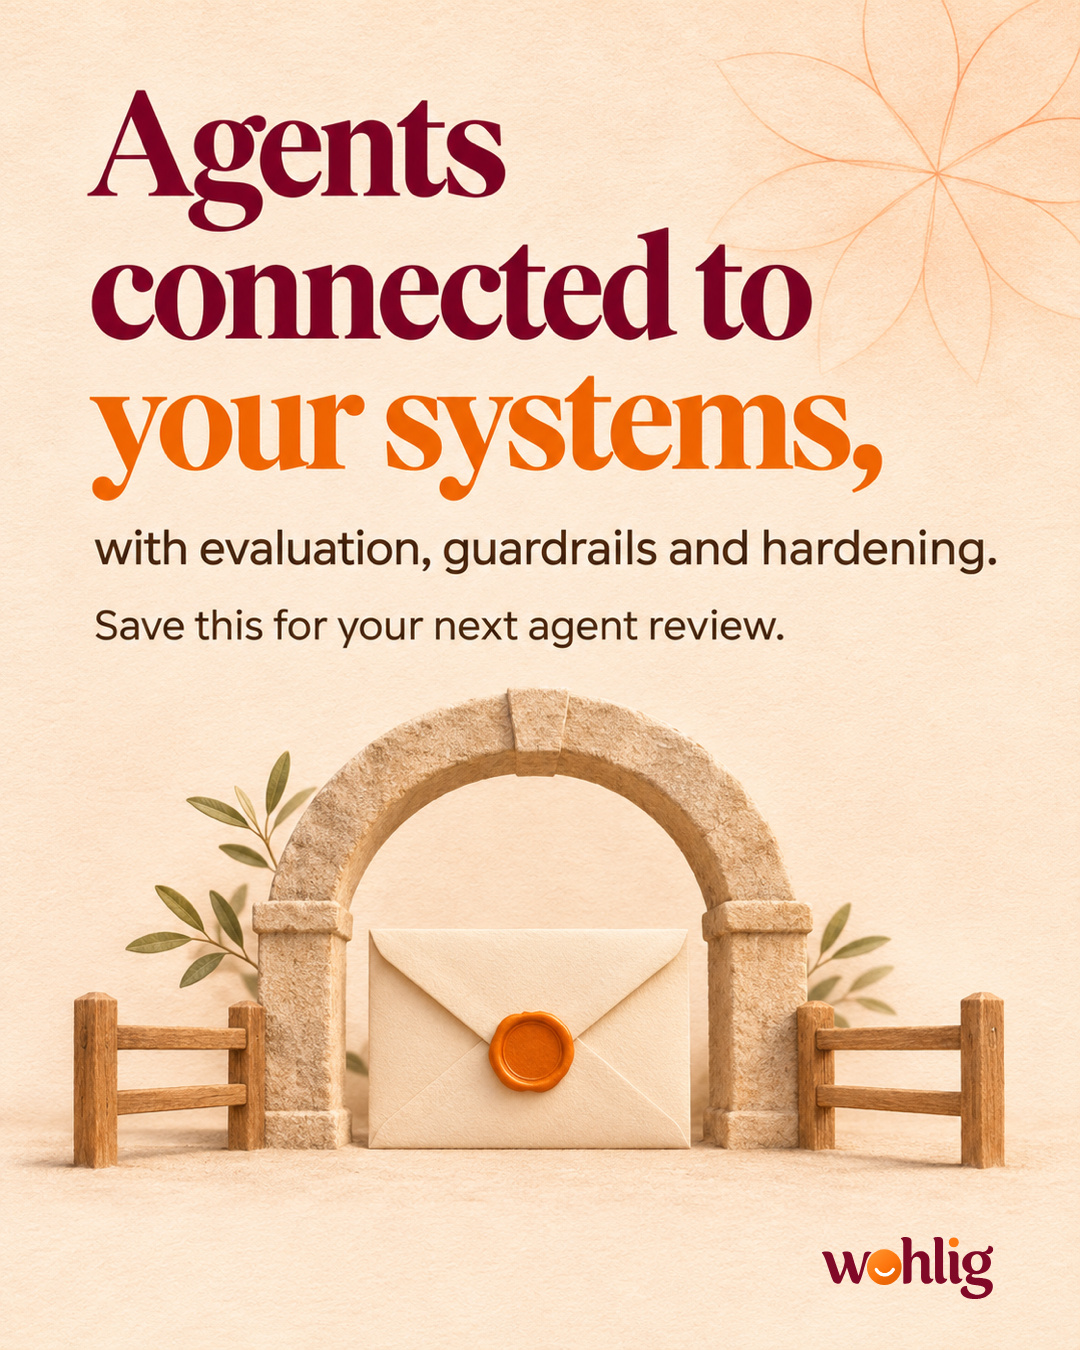 Agents
connected to
your systems,
with evaluation, guardrails and hardening.
Save this for your next agent review.
wohlig